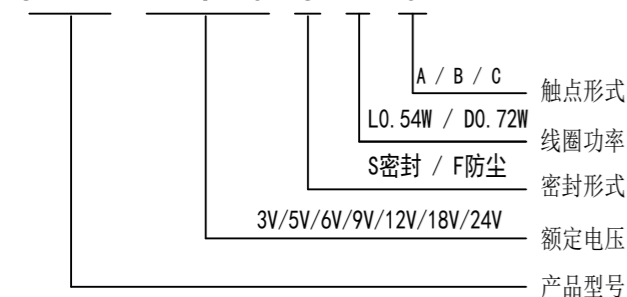 A / B / C 触点形式
L0.54W / D0.72W 线圈功率
S密封 / F防尘 密封形式
3V/5V/6V/9V/12V/18V/24V 额定电压
产品型号